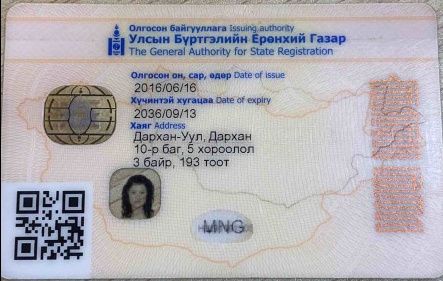 Олгосон байгууллага Issuing authority
Улсын Бүртгэлийн Ерөнхий Газар
The General Authority for State Registration
Олгосон он, сар, өдөр Date of issue
2016/06/16
Хүчинтэй хугацаа Date of expiry
2036/09/13
Хаяг Address
Дархан-Уул, Дархан
10-р баг, 5 хороолол
3 байр, 193 тоот
MNG